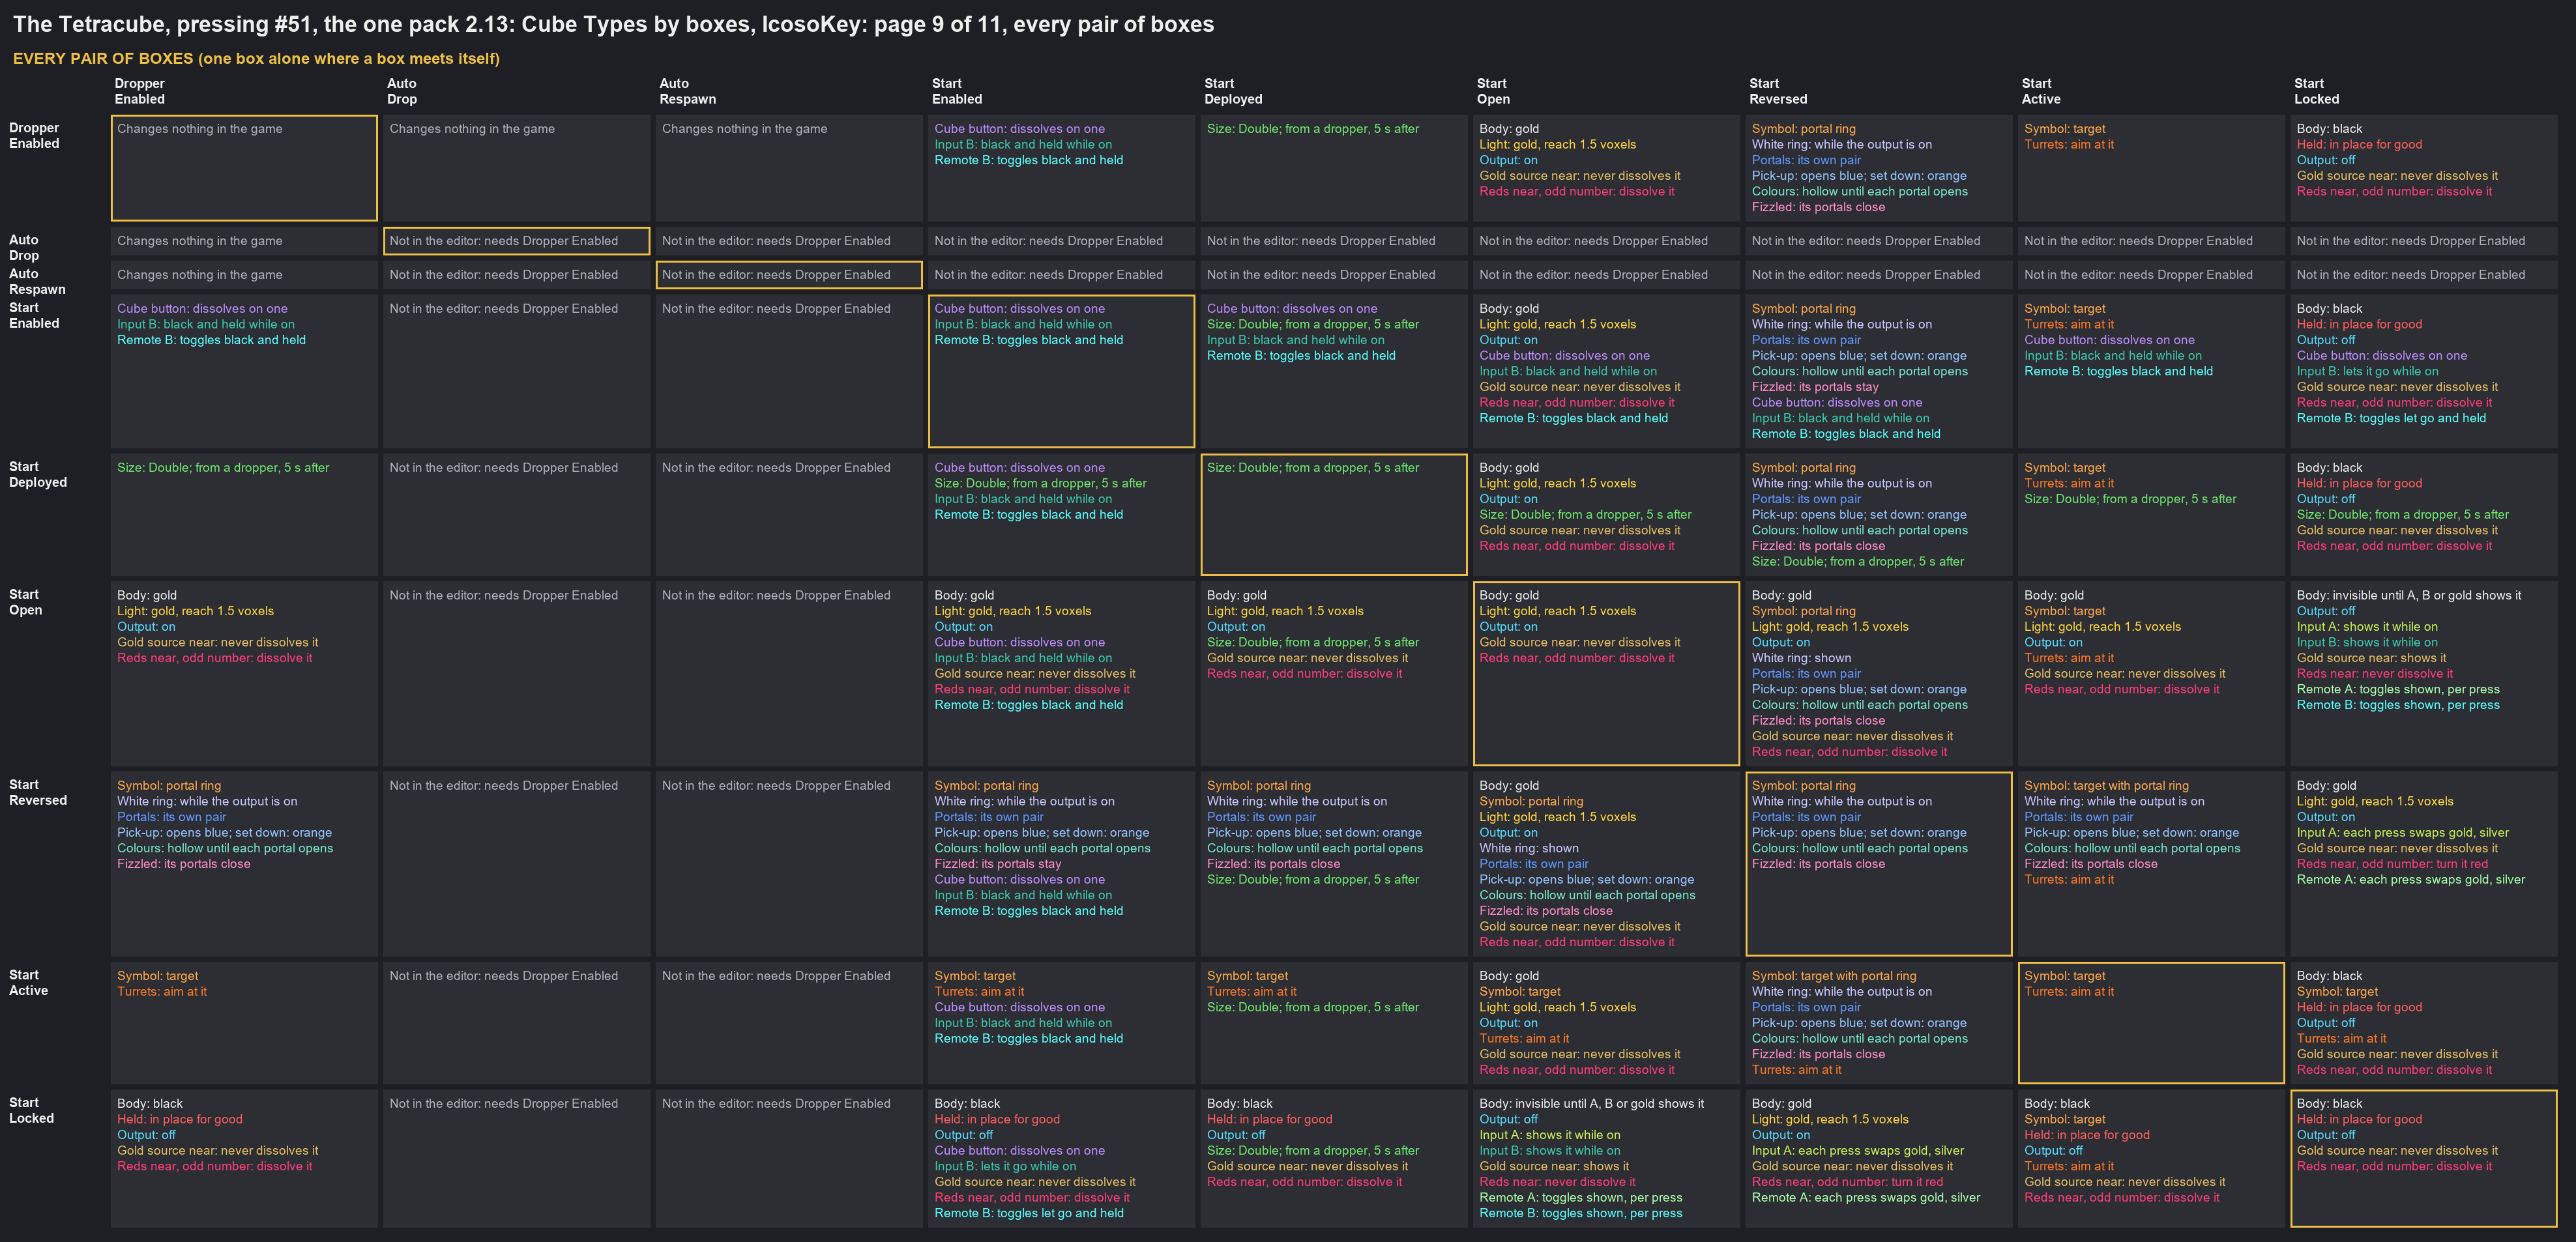 The Tetracube, pressing #51, the one pack 2.13: Cube Types by boxes, IcosoKey: page 9 of 11, every pair of boxes
EVERY PAIR OF BOXES (one box alone where a box meets itself)
Dropper Enabled
Auto Drop
Auto Respawn
Start Enabled
Start Deployed
Start Open
Start Reversed
Start Active
Start Locked
Dropper Enabled
Changes nothing in the game
Changes nothing in the game
Changes nothing in the game
Cube button: dissolves on one
Input B: black and held while on
Remote B: toggles black and held
Size: Double; from a dropper, 5 s after
Body: gold
Light: gold, reach 1.5 voxels
Output: on
Gold source near: never dissolves it
Reds near, odd number: dissolve it
Symbol: portal ring
White ring: while the output is on
Portals: its own pair
Pick-up: opens blue; set down: orange
Colours: hollow until each portal opens
Fizzled: its portals close
Symbol: target
Turrets: aim at it
Body: black
Held: in place for good
Output: off
Gold source near: never dissolves it
Reds near, odd number: dissolve it
Auto Drop
Changes nothing in the game
Not in the editor: needs Dropper Enabled
Not in the editor: needs Dropper Enabled
Not in the editor: needs Dropper Enabled
Not in the editor: needs Dropper Enabled
Not in the editor: needs Dropper Enabled
Not in the editor: needs Dropper Enabled
Not in the editor: needs Dropper Enabled
Not in the editor: needs Dropper Enabled
Auto Respawn
Changes nothing in the game
Not in the editor: needs Dropper Enabled
Not in the editor: needs Dropper Enabled
Not in the editor: needs Dropper Enabled
Not in the editor: needs Dropper Enabled
Not in the editor: needs Dropper Enabled
Not in the editor: needs Dropper Enabled
Not in the editor: needs Dropper Enabled
Not in the editor: needs Dropper Enabled
Start Enabled
Cube button: dissolves on one
Input B: black and held while on
Remote B: toggles black and held
Not in the editor: needs Dropper Enabled
Not in the editor: needs Dropper Enabled
Cube button: dissolves on one
Input B: black and held while on
Remote B: toggles black and held
Cube button: dissolves on one
Size: Double; from a dropper, 5 s after
Input B: black and held while on
Remote B: toggles black and held
Body: gold
Light: gold, reach 1.5 voxels
Output: on
Cube button: dissolves on one
Input B: black and held while on
Gold source near: never dissolves it
Reds near, odd number: dissolve it
Remote B: toggles black and held
Symbol: portal ring
White ring: while the output is on
Portals: its own pair
Pick-up: opens blue; set down: orange
Colours: hollow until each portal opens
Fizzled: its portals stay
Cube button: dissolves on one
Input B: black and held while on
Remote B: toggles black and held
Symbol: target
Turrets: aim at it
Cube button: dissolves on one
Input B: black and held while on
Remote B: toggles black and held
Body: black
Held: in place for good
Output: off
Cube button: dissolves on one
Input B: lets it go while on
Gold source near: never dissolves it
Reds near, odd number: dissolve it
Remote B: toggles let go and held
Start Deployed
Size: Double; from a dropper, 5 s after
Not in the editor: needs Dropper Enabled
Not in the editor: needs Dropper Enabled
Cube button: dissolves on one
Size: Double; from a dropper, 5 s after
Input B: black and held while on
Remote B: toggles black and held
Size: Double; from a dropper, 5 s after
Body: gold
Light: gold, reach 1.5 voxels
Output: on
Size: Double; from a dropper, 5 s after
Gold source near: never dissolves it
Reds near, odd number: dissolve it
Symbol: portal ring
White ring: while the output is on
Portals: its own pair
Pick-up: opens blue; set down: orange
Colours: hollow until each portal opens
Fizzled: its portals close
Size: Double; from a dropper, 5 s after
Symbol: target
Turrets: aim at it
Size: Double; from a dropper, 5 s after
Body: black
Held: in place for good
Output: off
Size: Double; from a dropper, 5 s after
Gold source near: never dissolves it
Reds near, odd number: dissolve it
Start Open
Body: gold
Light: gold, reach 1.5 voxels
Output: on
Gold source near: never dissolves it
Reds near, odd number: dissolve it
Not in the editor: needs Dropper Enabled
Not in the editor: needs Dropper Enabled
Body: gold
Light: gold, reach 1.5 voxels
Output: on
Cube button: dissolves on one
Input B: black and held while on
Gold source near: never dissolves it
Reds near, odd number: dissolve it
Remote B: toggles black and held
Body: gold
Light: gold, reach 1.5 voxels
Output: on
Size: Double; from a dropper, 5 s after
Gold source near: never dissolves it
Reds near, odd number: dissolve it
Body: gold
Light: gold, reach 1.5 voxels
Output: on
Gold source near: never dissolves it
Reds near, odd number: dissolve it
Body: gold
Symbol: portal ring
Light: gold, reach 1.5 voxels
Output: on
White ring: shown
Portals: its own pair
Pick-up: opens blue; set down: orange
Colours: hollow until each portal opens
Fizzled: its portals close
Gold source near: never dissolves it
Reds near, odd number: dissolve it
Body: gold
Symbol: target
Light: gold, reach 1.5 voxels
Output: on
Turrets: aim at it
Gold source near: never dissolves it
Reds near, odd number: dissolve it
Body: invisible until A, B or gold shows it
Output: off
Input A: shows it while on
Input B: shows it while on
Gold source near: shows it
Reds near: never dissolve it
Remote A: toggles shown, per press
Remote B: toggles shown, per press
Start Reversed
Symbol: portal ring
White ring: while the output is on
Portals: its own pair
Pick-up: opens blue; set down: orange
Colours: hollow until each portal opens
Fizzled: its portals close
Not in the editor: needs Dropper Enabled
Not in the editor: needs Dropper Enabled
Symbol: portal ring
White ring: while the output is on
Portals: its own pair
Pick-up: opens blue; set down: orange
Colours: hollow until each portal opens
Fizzled: its portals stay
Cube button: dissolves on one
Input B: black and held while on
Remote B: toggles black and held
Symbol: portal ring
White ring: while the output is on
Portals: its own pair
Pick-up: opens blue; set down: orange
Colours: hollow until each portal opens
Fizzled: its portals close
Size: Double; from a dropper, 5 s after
Body: gold
Symbol: portal ring
Light: gold, reach 1.5 voxels
Output: on
White ring: shown
Portals: its own pair
Pick-up: opens blue; set down: orange
Colours: hollow until each portal opens
Fizzled: its portals close
Gold source near: never dissolves it
Reds near, odd number: dissolve it
Symbol: portal ring
White ring: while the output is on
Portals: its own pair
Pick-up: opens blue; set down: orange
Colours: hollow until each portal opens
Fizzled: its portals close
Symbol: target with portal ring
White ring: while the output is on
Portals: its own pair
Pick-up: opens blue; set down: orange
Colours: hollow until each portal opens
Fizzled: its portals close
Turrets: aim at it
Body: gold
Light: gold, reach 1.5 voxels
Output: on
Input A: each press swaps gold, silver
Gold source near: never dissolves it
Reds near, odd number: turn it red
Remote A: each press swaps gold, silver
Start Active
Symbol: target
Turrets: aim at it
Not in the editor: needs Dropper Enabled
Not in the editor: needs Dropper Enabled
Symbol: target
Turrets: aim at it
Cube button: dissolves on one
Input B: black and held while on
Remote B: toggles black and held
Symbol: target
Turrets: aim at it
Size: Double; from a dropper, 5 s after
Body: gold
Symbol: target
Light: gold, reach 1.5 voxels
Output: on
Turrets: aim at it
Gold source near: never dissolves it
Reds near, odd number: dissolve it
Symbol: target with portal ring
White ring: while the output is on
Portals: its own pair
Pick-up: opens blue; set down: orange
Colours: hollow until each portal opens
Fizzled: its portals close
Turrets: aim at it
Symbol: target
Turrets: aim at it
Body: black
Symbol: target
Held: in place for good
Output: off
Turrets: aim at it
Gold source near: never dissolves it
Reds near, odd number: dissolve it
Start Locked
Body: black
Held: in place for good
Output: off
Gold source near: never dissolves it
Reds near, odd number: dissolve it
Not in the editor: needs Dropper Enabled
Not in the editor: needs Dropper Enabled
Body: black
Held: in place for good
Output: off
Cube button: dissolves on one
Input B: lets it go while on
Gold source near: never dissolves it
Reds near, odd number: dissolve it
Remote B: toggles let go and held
Body: black
Held: in place for good
Output: off
Size: Double; from a dropper, 5 s after
Gold source near: never dissolves it
Reds near, odd number: dissolve it
Body: invisible until A, B or gold shows it
Output: off
Input A: shows it while on
Input B: shows it while on
Gold source near: shows it
Reds near: never dissolve it
Remote A: toggles shown, per press
Remote B: toggles shown, per press
Body: gold
Light: gold, reach 1.5 voxels
Output: on
Input A: each press swaps gold, silver
Gold source near: never dissolves it
Reds near, odd number: turn it red
Remote A: each press swaps gold, silver
Body: black
Symbol: target
Held: in place for good
Output: off
Turrets: aim at it
Gold source near: never dissolves it
Reds near, odd number: dissolve it
Body: black
Held: in place for good
Output: off
Gold source near: never dissolves it
Reds near, odd number: dissolve it